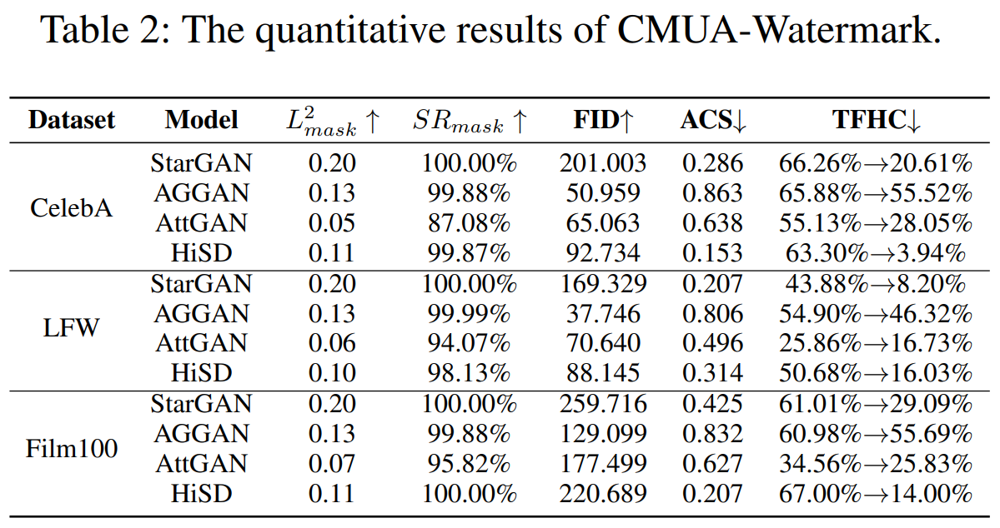 Table 2: The quantitative results of CMUA-Watermark.
Dataset Model L²mask ↑ SRmask ↑ FID↑ ACS↓ TFHC↓
StarGAN 0.20 100.00% 201.003 0.286 66.26%→20.61%
AGGAN 0.13 99.88% 50.959 0.863 65.88%→55.52%
CelebA
AttGAN 0.05 87.08% 65.063 0.638 55.13%→28.05%
HiSD 0.11 99.87% 92.734 0.153 63.30%→3.94%
StarGAN 0.20 100.00% 169.329 0.207 43.88%→8.20%
AGGAN 0.13 99.99% 37.746 0.806 54.90%→46.32%
LFW
AttGAN 0.06 94.07% 70.640 0.496 25.86%→16.73%
HiSD 0.10 98.13% 88.145 0.314 50.68%→16.03%
StarGAN 0.20 100.00% 259.716 0.425 61.01%→29.09%
AGGAN 0.13 99.88% 129.099 0.832 60.98%→55.69%
Film100
AttGAN 0.07 95.82% 177.499 0.627 34.56%→25.83%
HiSD 0.11 100.00% 220.689 0.207 67.00%→14.00%